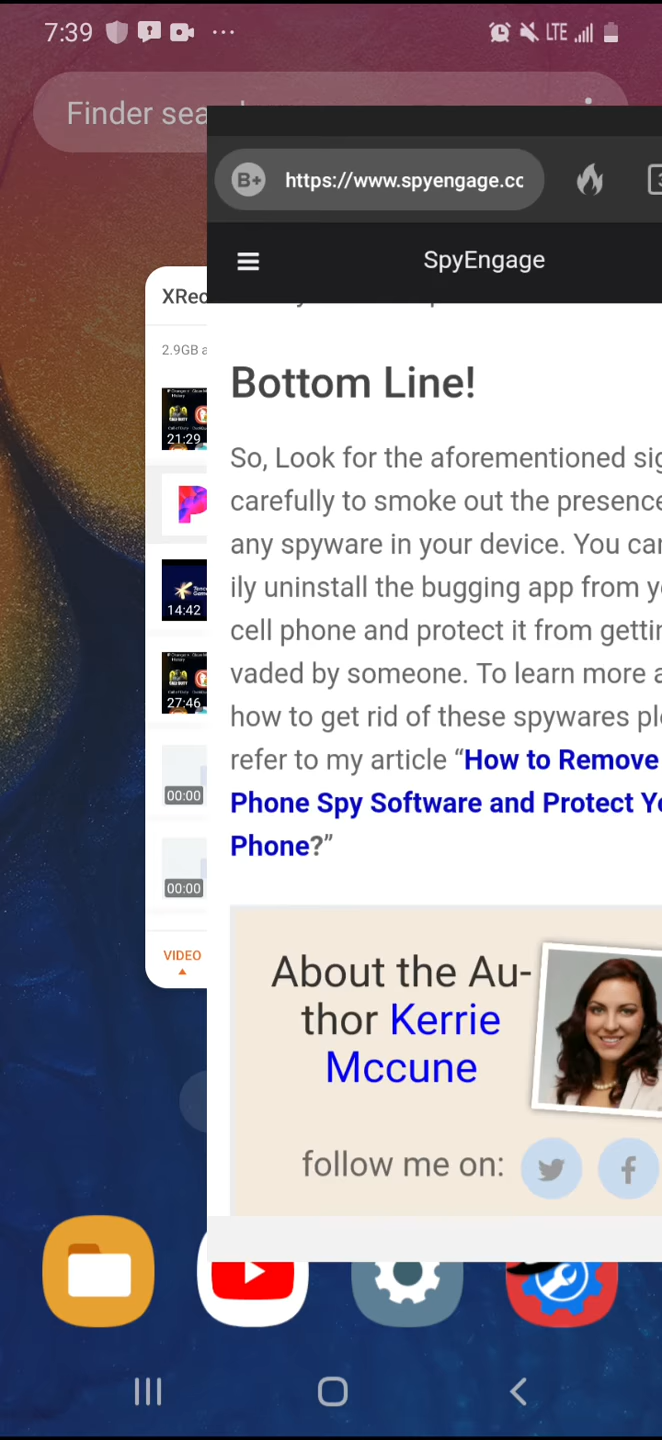 7:39
LTE
Finder sea
B+ https://www.spyengage.cc
SpyEngage
XRec
2.9GB a
21:29
14:42
27:46
00:00
00:00
VIDEO
Bottom Line!
So, Look for the aforementioned sig
carefully to smoke out the presence
any spyware in your device. You car
ily uninstall the bugging app from y
cell phone and protect it from gettin
vaded by someone. To learn more a
how to get rid of these spywares pl
refer to my article “How to Remove
Phone Spy Software and Protect Yo
Phone?”
About the Au-
thor Kerrie
Mccune
follow me on: